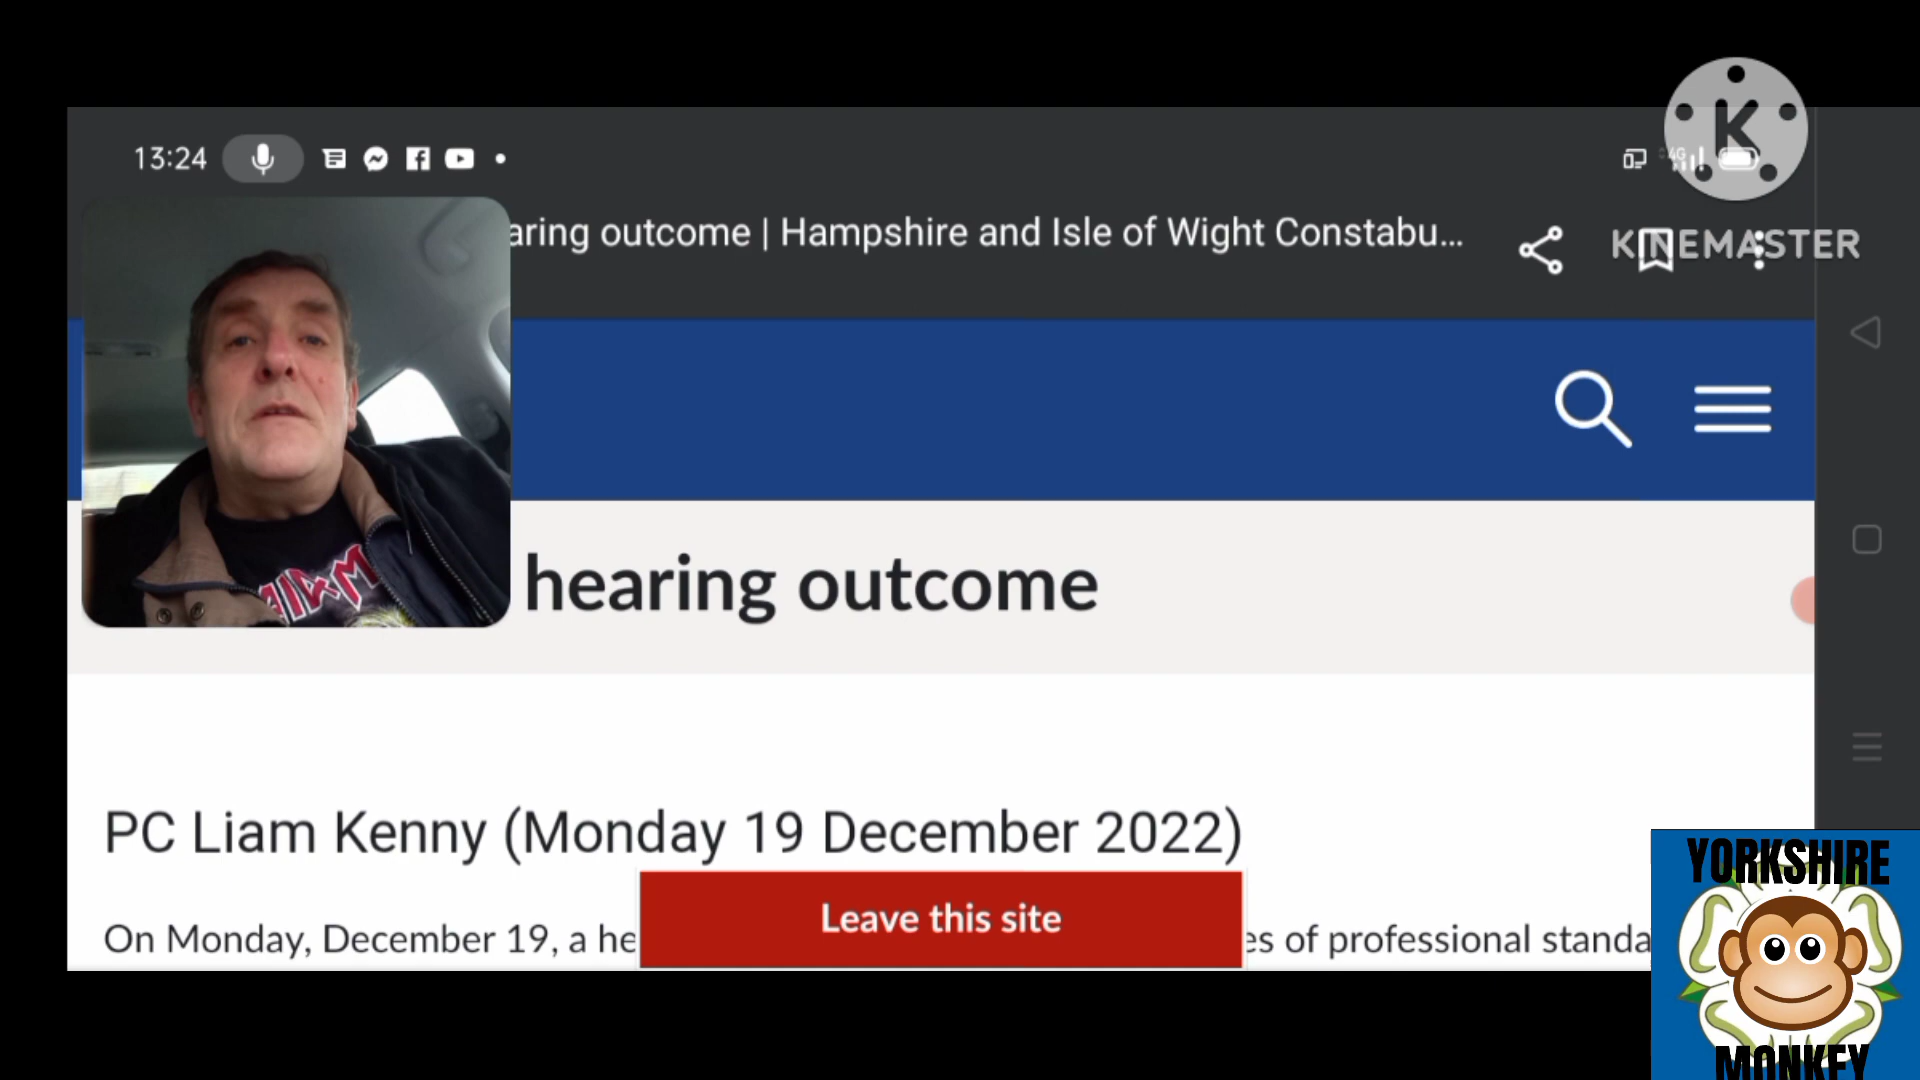 13:24
4G
K
KINEMASTER
aring outcome | Hampshire and Isle of Wight Constabu...
hearing outcome
PC Liam Kenny (Monday 19 December 2022)
Leave this site
On Monday, December 19, a he
es of professional standa
YORKSHIRE
MONKEY